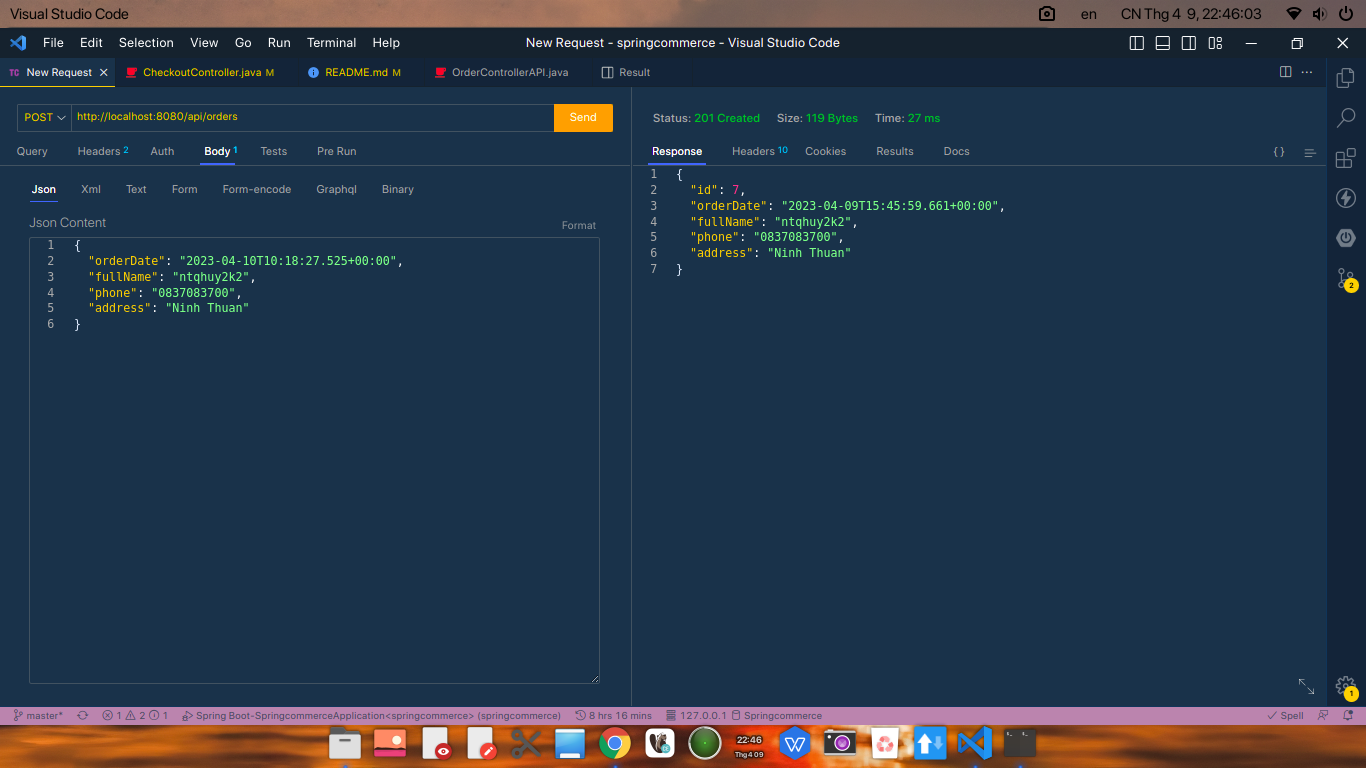 Visual Studio Code
en
CN Thg 4 9, 22:46:03
File Edit Selection View Go Run Terminal Help
New Request - springcommerce - Visual Studio Code
TC New Request
CheckoutController.java M
README.md M
OrderControllerAPI.java
Result
POST
http://localhost:8080/api/orders
Send
Query Headers 2 Auth Body 1 Tests Pre Run
Json Xml Text Form Form-encode Graphql Binary
Json Content
Format
1 {
2 "orderDate": "2023-04-10T10:18:27.525+00:00",
3 "fullName": "ntqhuy2k2",
4 "phone": "0837083700",
5 "address": "Ninh Thuan"
6 }
Status: 201 Created Size: 119 Bytes Time: 27 ms
Response Headers 10 Cookies Results Docs
{ }
1 {
2 "id": 7,
3 "orderDate": "2023-04-09T15:45:59.661+00:00",
4 "fullName": "ntqhuy2k2",
5 "phone": "0837083700",
6 "address": "Ninh Thuan"
7 }
2
1
master*
1 2 1
Spring Boot-SpringcommerceApplication<springcommerce> (springcommerce)
8 hrs 16 mins
127.0.0.1
Springcommerce
Spell
22:46
Thg4 09